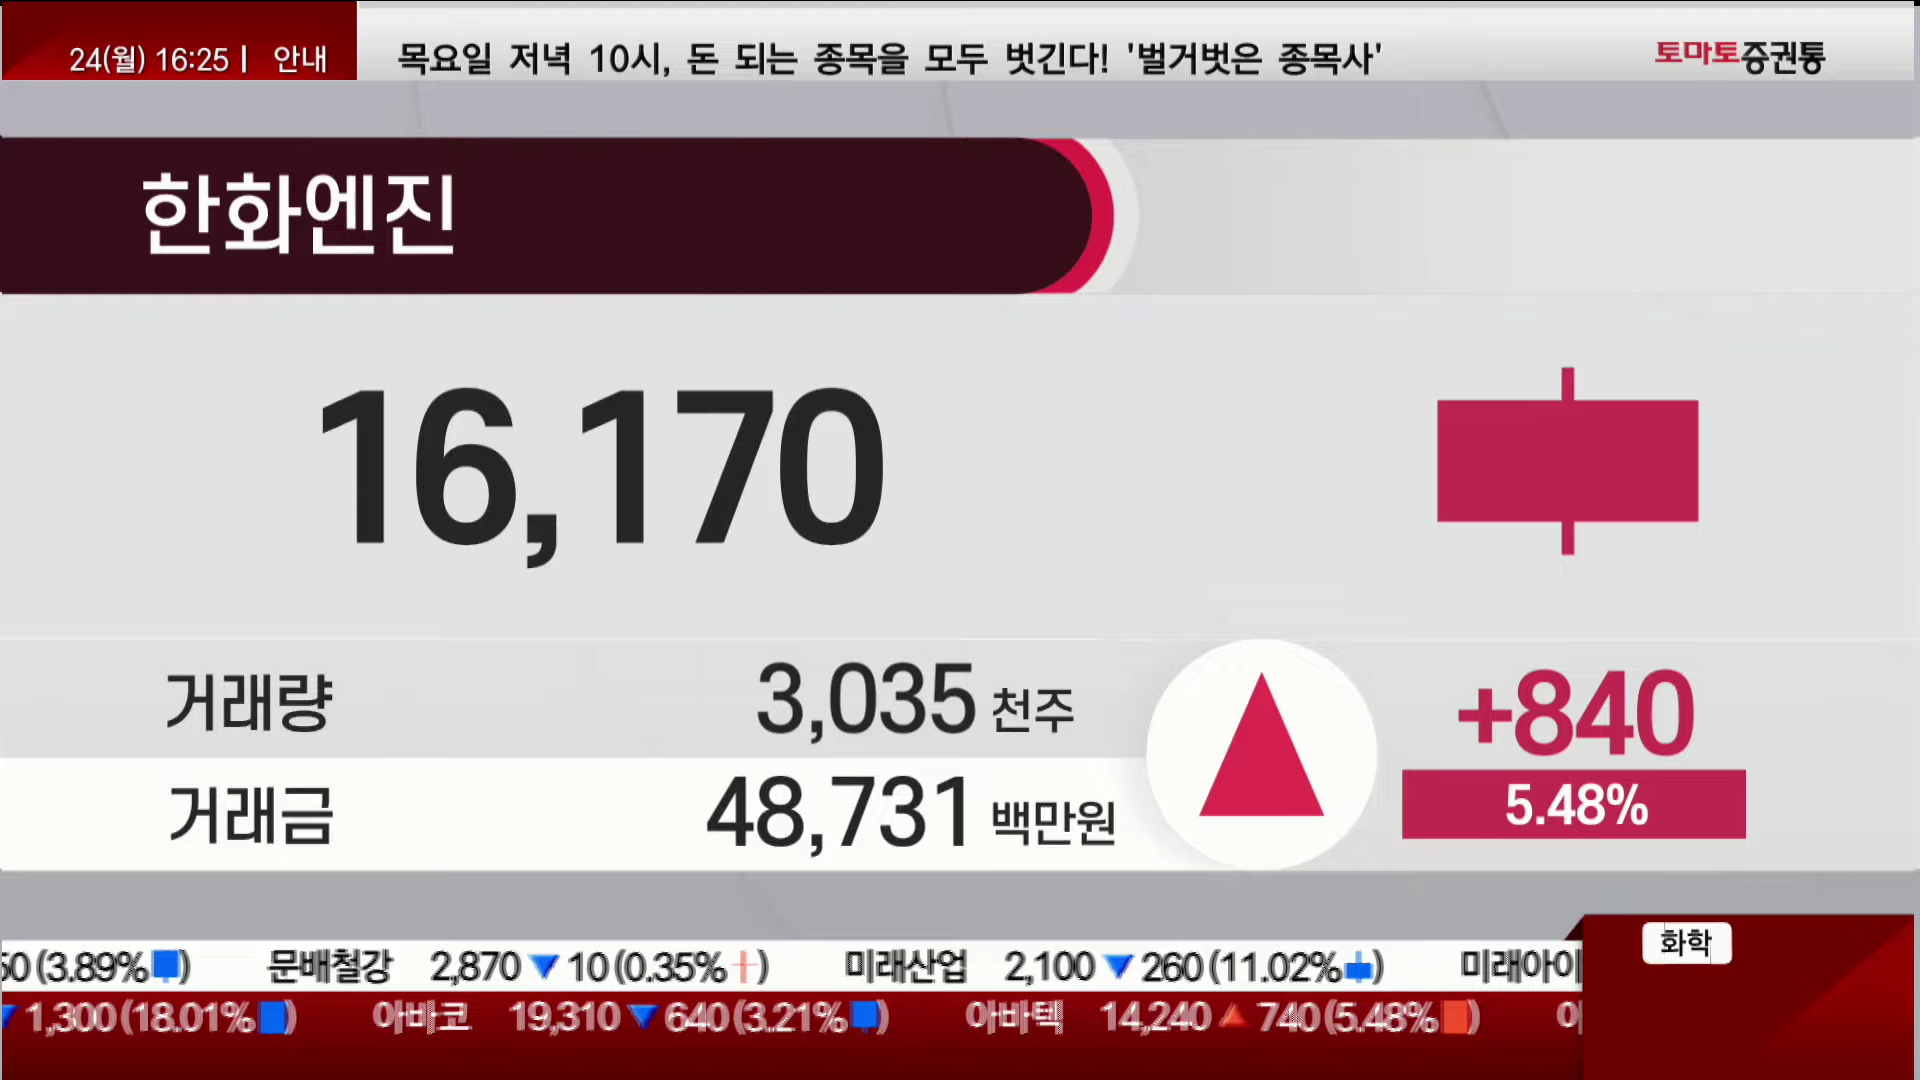 24(월) 16:25 | 안내 목요일 저녁 10시, 돈 되는 종목을 모두 벗긴다! '벌거벗은 종목사' 토마토증권통
한화엔진
16,170
거래량 3,035 천주
+840
거래금 48,731 백만원
5.48%
화학
50 (3.89%) 문배철강 2,870 ▼ 10 (0.35%) 미래산업 2,100 ▼ 260 (11.02%) 미래아이
▼ 1,300 (18.01%) 아바코 19,310 ▼ 640 (3.21%) 아바텍 14,240 ▲ 740 (5.48%)